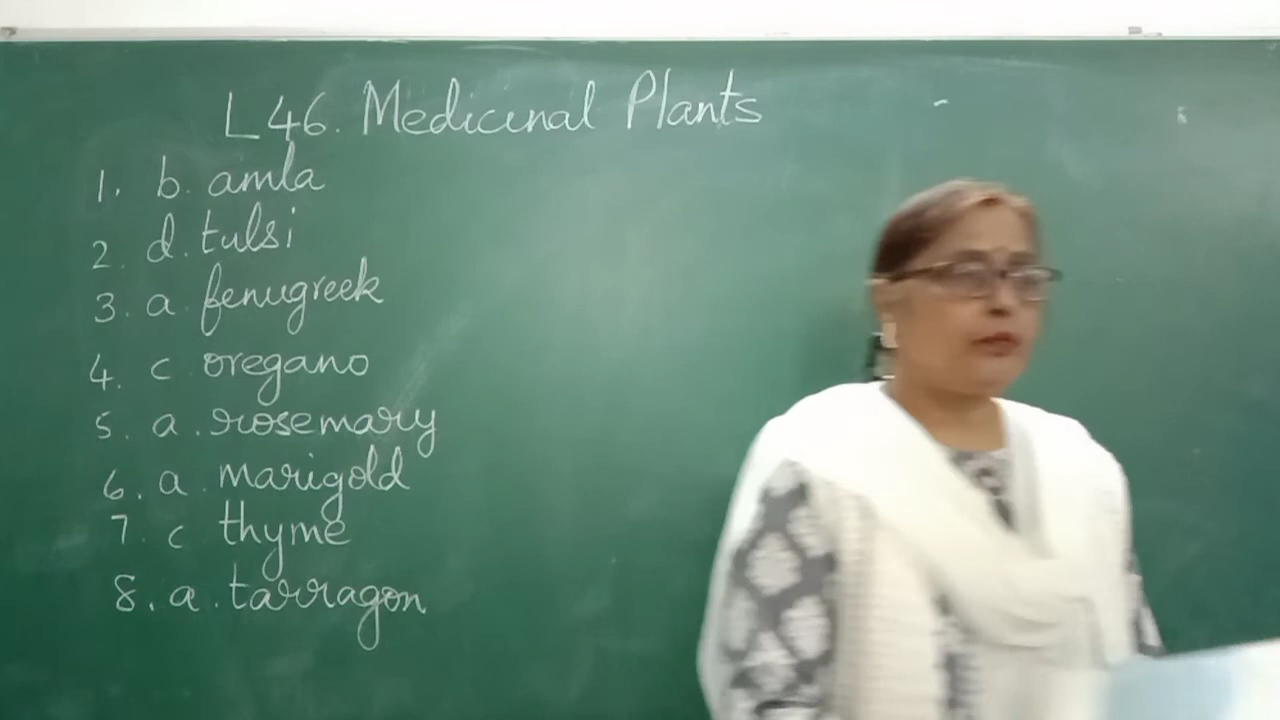 L46. Medicinal Plants
1. b. amla
2. d. tulsi
3. a. fenugreek
4. c oregano
5. a. rosemary
6. a marigold
7. c thyme
8. a. tarragon